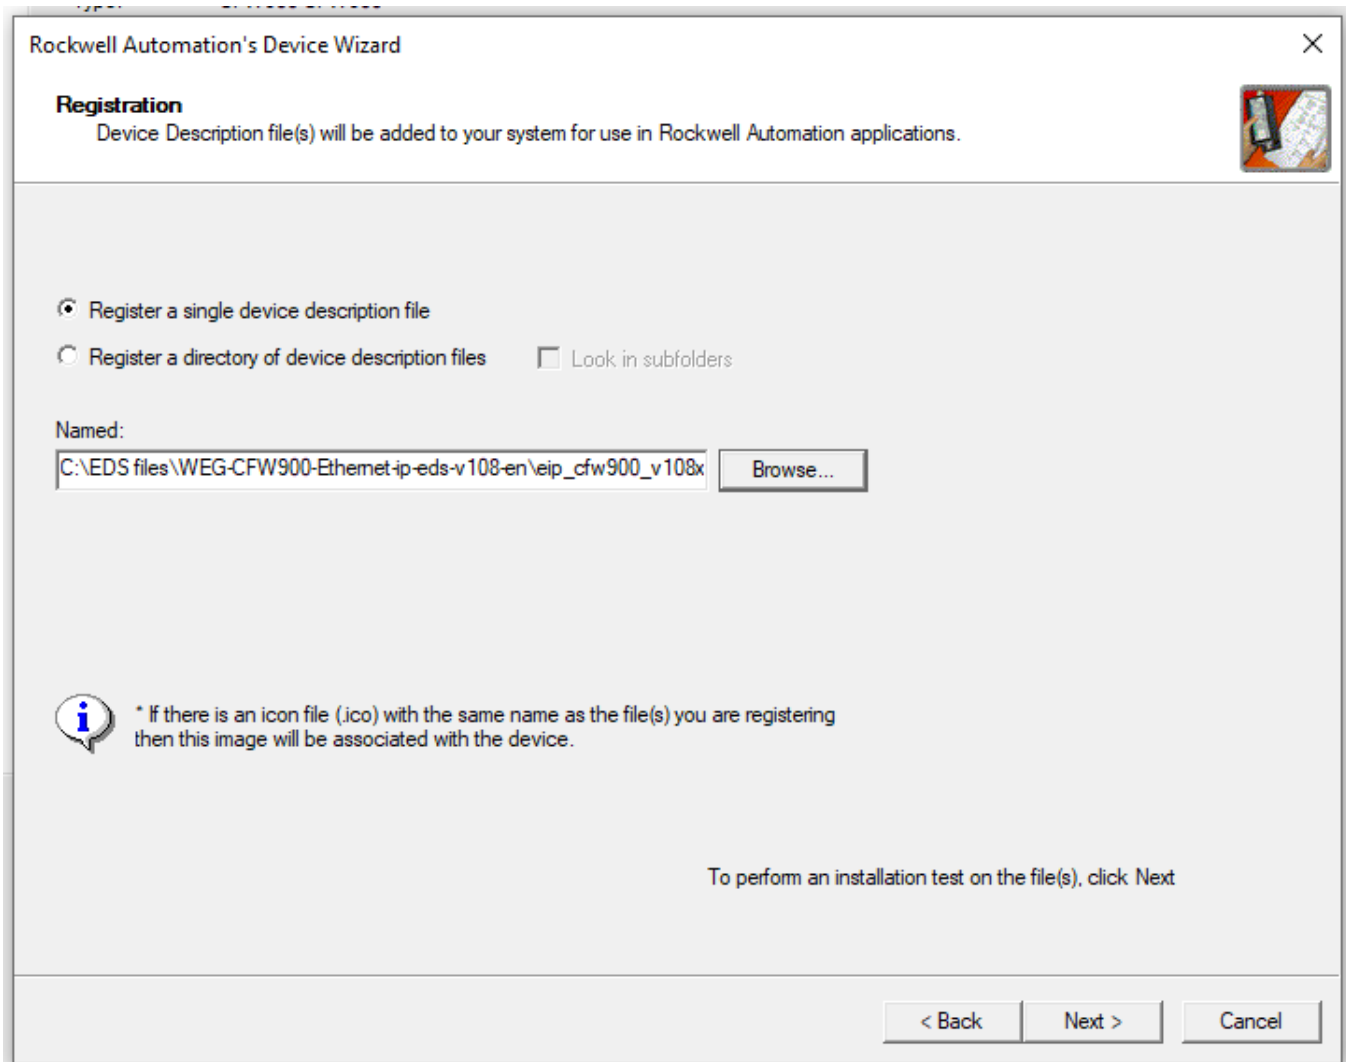 Rockwell Automation's Device Wizard
Registration
Device Description file(s) will be added to your system for use in Rockwell Automation applications.
Register a single device description file
Register a directory of device description files
Look in subfolders
Named:
C:\EDS files\WEG-CFW900-Ethernet-ip-eds-v108-en\eip_cfw900_v108x
Browse...
* If there is an icon file (.ico) with the same name as the file(s) you are registering
then this image will be associated with the device.
To perform an installation test on the file(s), click Next
< Back
Next >
Cancel